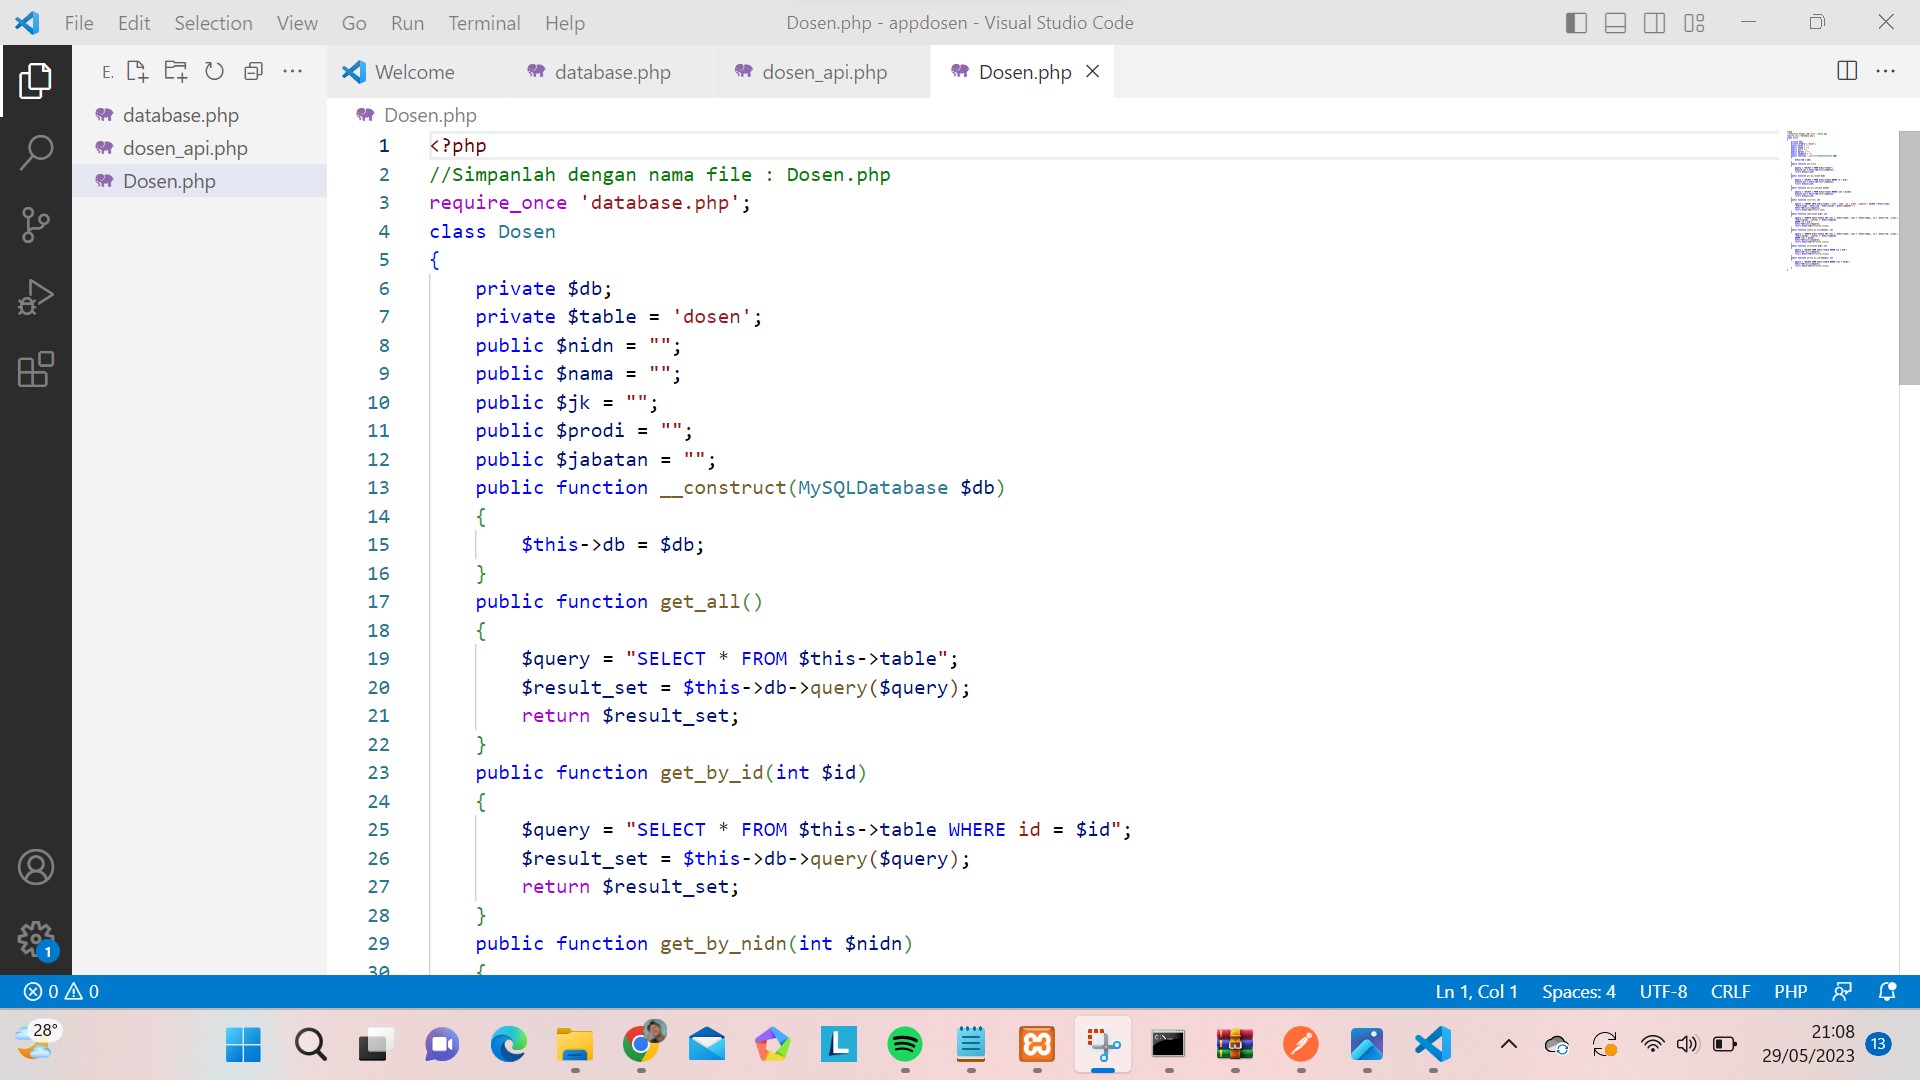 File Edit Selection View Go Run Terminal Help
Dosen.php - appdosen - Visual Studio Code
E.
database.php
dosen_api.php
Dosen.php
Welcome
database.php
dosen_api.php
Dosen.php
Dosen.php
1 <?php
2 //Simpanlah dengan nama file : Dosen.php
3 require_once 'database.php';
4 class Dosen
5 {
6 private $db;
7 private $table = 'dosen';
8 public $nidn = "";
9 public $nama = "";
10 public $jk = "";
11 public $prodi = "";
12 public $jabatan = "";
13 public function __construct(MySQLDatabase $db)
14 {
15 $this->db = $db;
16 }
17 public function get_all()
18 {
19 $query = "SELECT * FROM $this->table";
20 $result_set = $this->db->query($query);
21 return $result_set;
22 }
23 public function get_by_id(int $id)
24 {
25 $query = "SELECT * FROM $this->table WHERE id = $id";
26 $result_set = $this->db->query($query);
27 return $result_set;
28 }
29 public function get_by_nidn(int $nidn)
30 {
1
0 0
Ln 1, Col 1 Spaces: 4 UTF-8 CRLF PHP
28°
L
21:08
29/05/2023
13